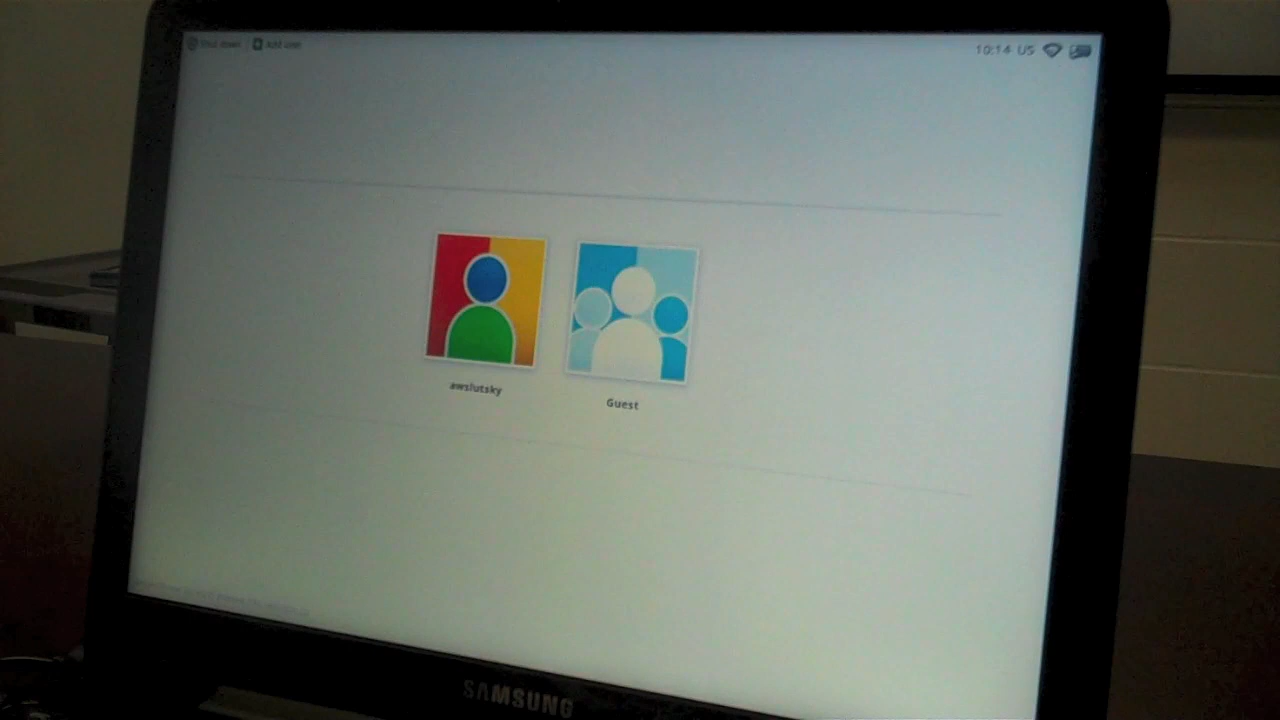 Shut down Add user
10:14 US
awslutsky
Guest
SAMSUNG